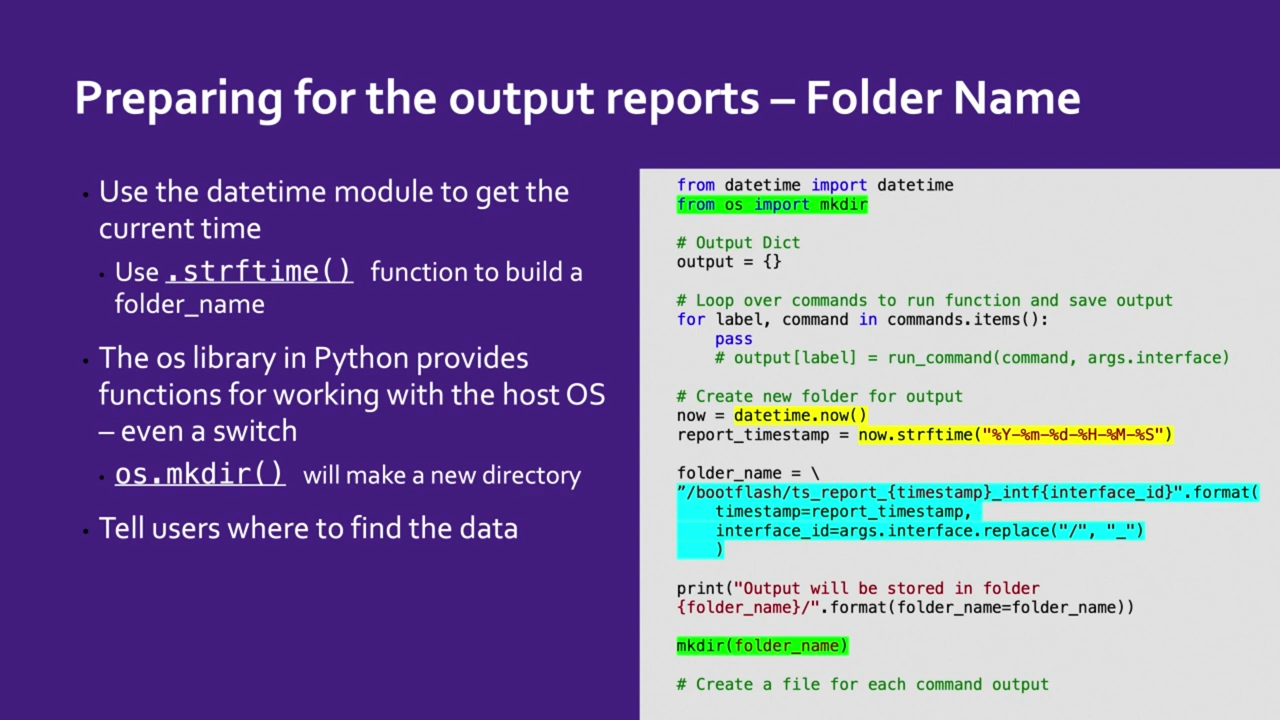 Preparing for the output reports – Folder Name
• Use the datetime module to get the
current time
• Use .strftime() function to build a
folder_name
• The os library in Python provides
functions for working with the host OS
– even a switch
• os.mkdir() will make a new directory
• Tell users where to find the data
from datetime import datetime
from os import mkdir

# Output Dict
output = {}

# Loop over commands to run function and save output
for label, command in commands.items():
    pass
    # output[label] = run_command(command, args.interface)

# Create new folder for output
now = datetime.now()
report_timestamp = now.strftime("%Y-%m-%d-%H-%M-%S")

folder_name = \
”/bootflash/ts_report_{timestamp}_intf{interface_id}".format(
    timestamp=report_timestamp,
    interface_id=args.interface.replace("/", "_")
    )

print("Output will be stored in folder
{folder_name}/".format(folder_name=folder_name))

mkdir(folder_name)

# Create a file for each command output